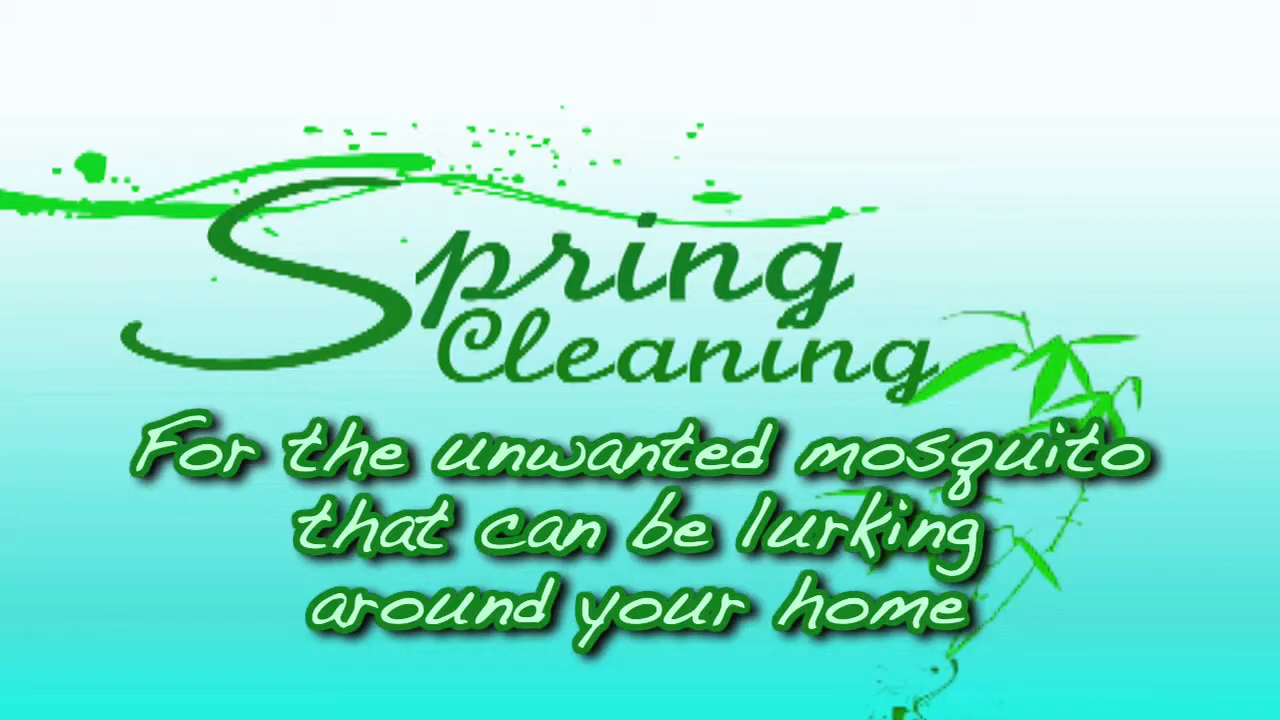 Spring
Cleaning
For the unwanted mosquito
that can be lurking
around your home